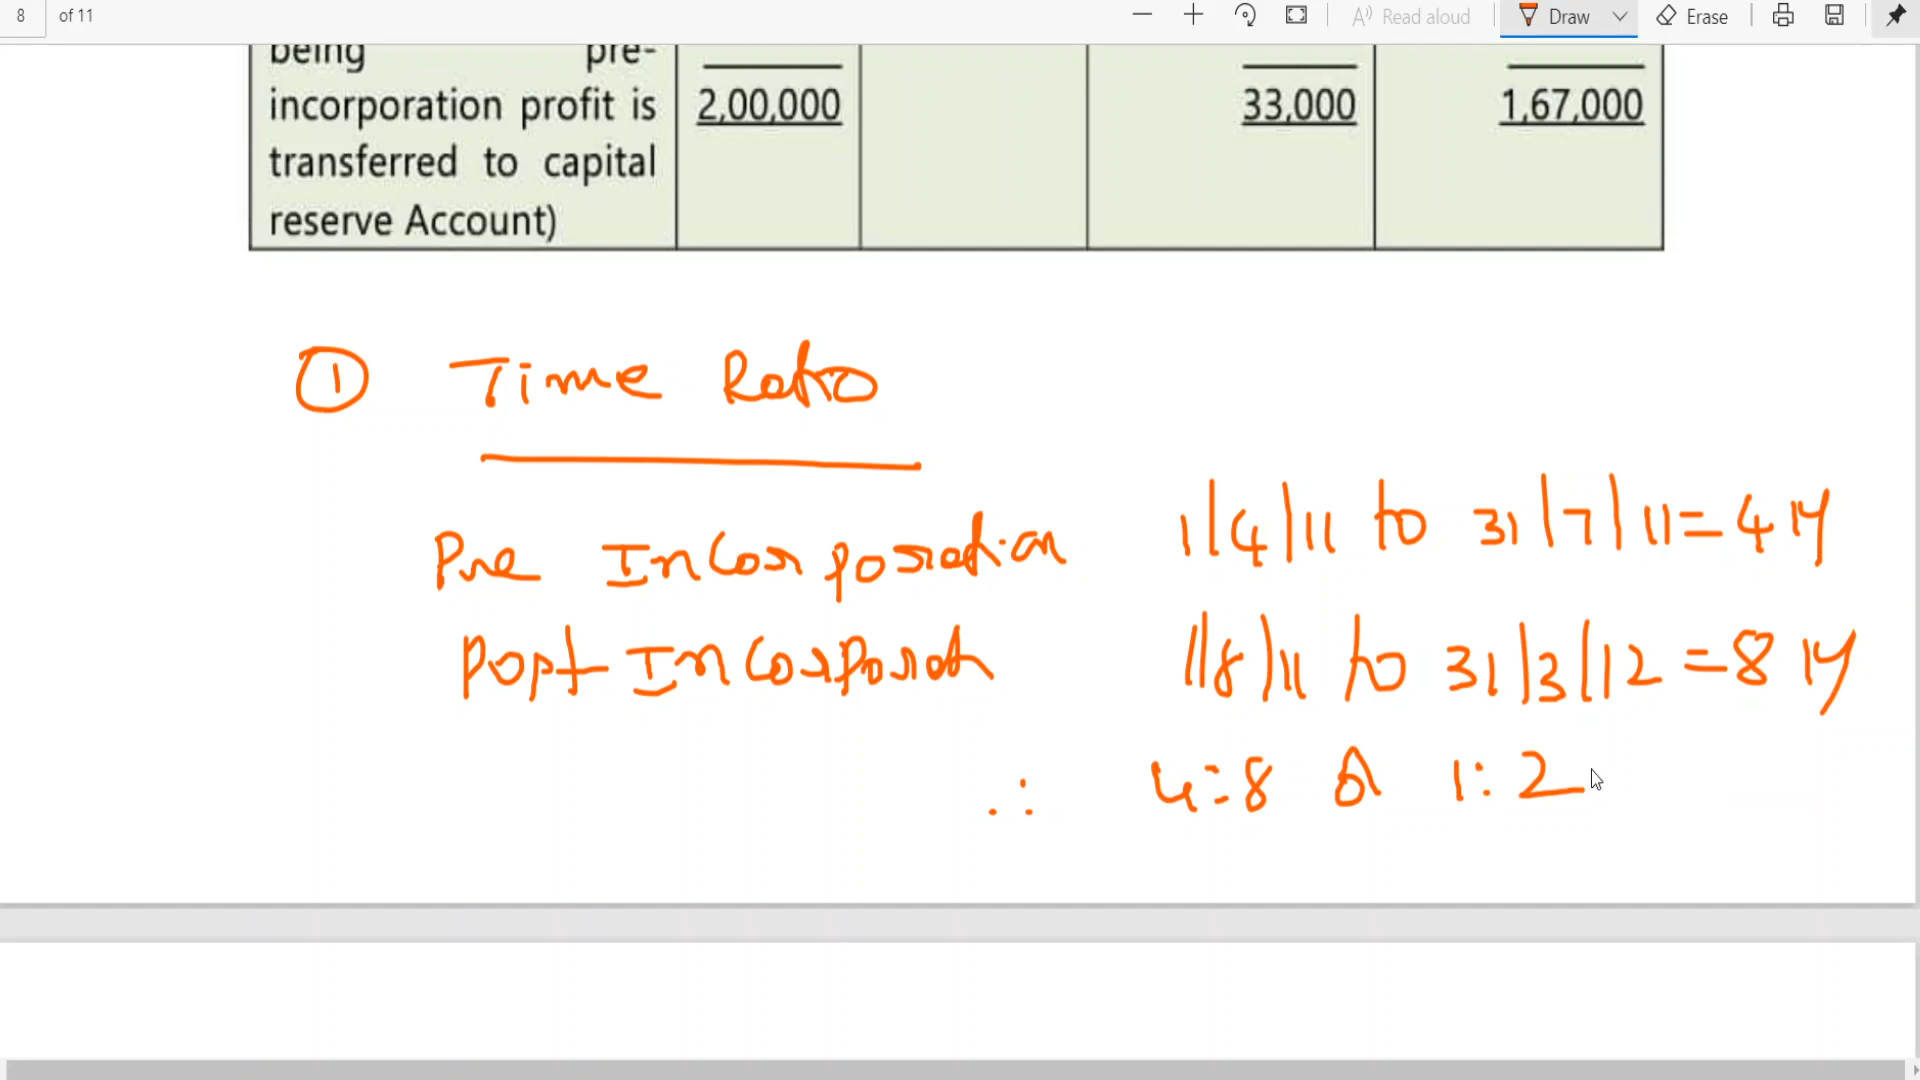 8 of 11 Read aloud Draw Erase
being pre-
incorporation profit is 2,00,000 33,000 1,67,000
transferred to capital
reserve Account)
① Time Ratio
Pre Incorporation 1/4/11 to 31/7/11 = 4 M
Post Incorporat 1/8/11 to 31/3/12 = 8 M
∴ 4:8 or 1:2